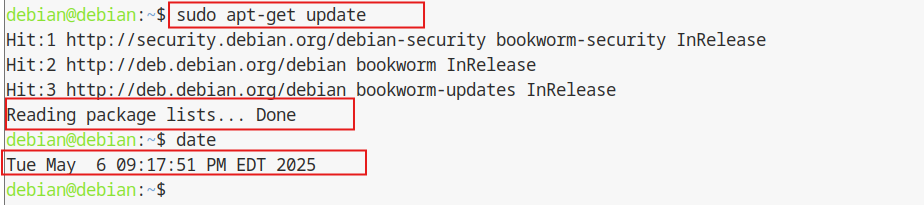 debian@debian:~$ sudo apt-get update
Hit:1 http://security.debian.org/debian-security bookworm-security InRelease
Hit:2 http://deb.debian.org/debian bookworm InRelease
Hit:3 http://deb.debian.org/debian bookworm-updates InRelease
Reading package lists... Done
debian@debian:~$ date
Tue May  6 09:17:51 PM EDT 2025
debian@debian:~$